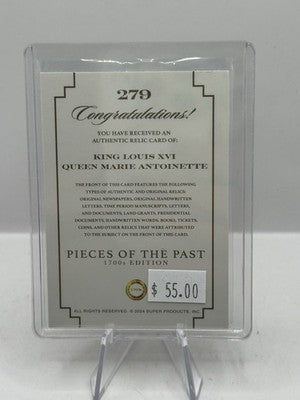 279
Congratulations!
YOU HAVE RECEIVED AN
AUTHENTIC RELIC CARD OF:
KING LOUIS XVI
QUEEN MARIE ANTOINETTE
THE FRONT OF THIS CARD FEATURES THE FOLLOWING
TYPES OF AUTHENTIC AND ORIGINAL RELICS:
ORIGINAL NEWSPAPERS, ORIGINAL HANDWRITTEN
LETTERS, TIME PERIOD MANUSCRIPTS, LETTERS,
AND DOCUMENTS, LAND GRANTS, PRESIDENTIAL
DOCUMENTS, HANDWRITTEN WORDS, BOOKS, TICKETS,
COINS, AND OTHER RELICS THAT WERE ATTRIBUTED
TO THE SUBJECT ON THE FRONT OF THIS CARD.
PIECES OF THE PAST
1700s EDITION
$ 55.00
ALL RIGHTS RESERVED. © 2024 SUPER PRODUCTS, INC.